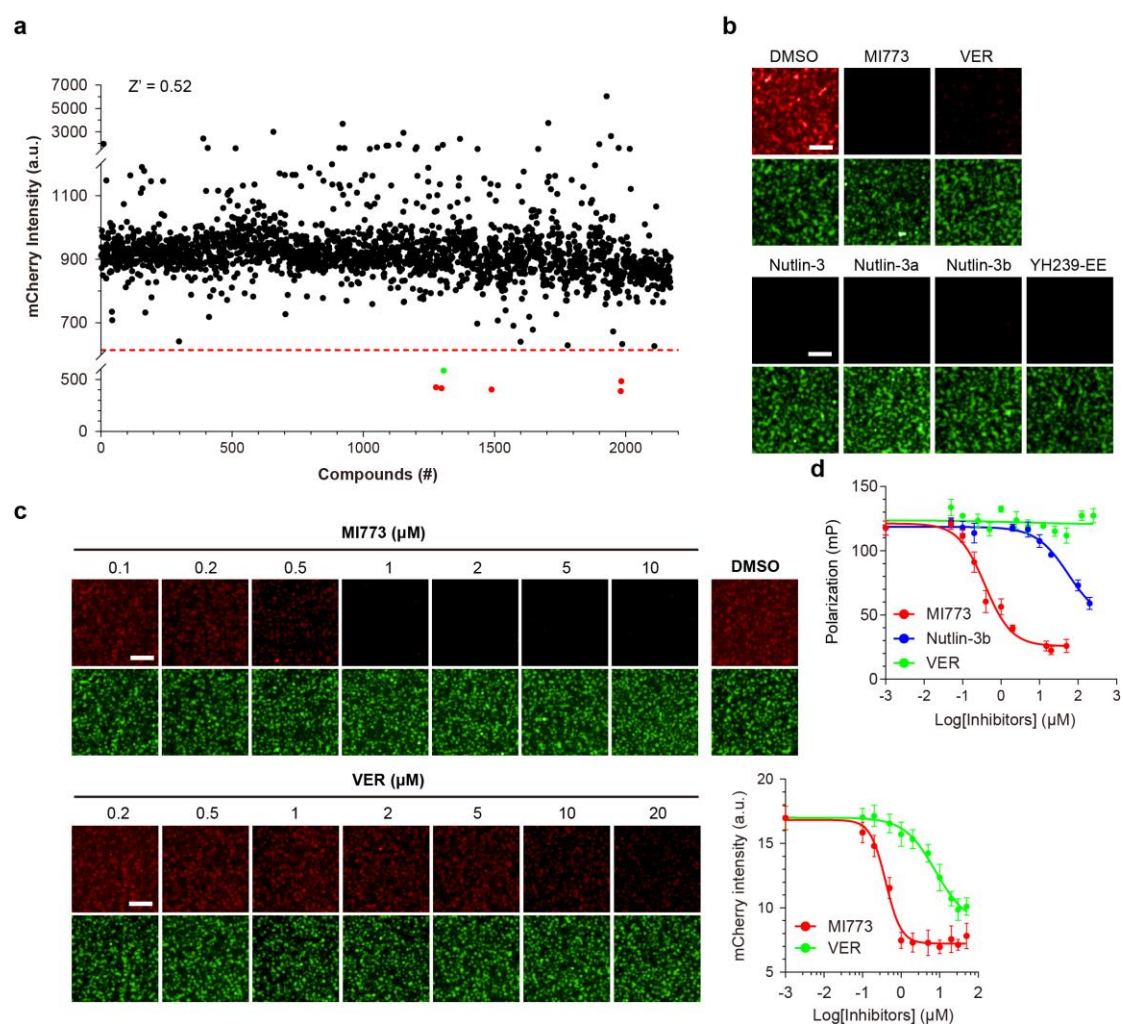 a
Z' = 0.52
mCherry Intensity (a.u.)
7000
6000
3000
1100
900
700
500
0
0 500 1000 1500 2000
Compounds (#)
b
DMSO MI773 VER
Nutlin-3 Nutlin-3a Nutlin-3b YH239-EE
c
MI773 (µM)
0.1 0.2 0.5 1 2 5 10 DMSO
VER (µM)
0.2 0.5 1 2 5 10 20
d
Polarization (mP)
150
100
50
0
MI773
Nutlin-3b
VER
-3 -2 -1 0 1 2 3
Log[Inhibitors] (µM)
mCherry intensity (a.u.)
20
15
10
5
MI773
VER
-3 -2 -1 0 1 2
Log[Inhibitors] (µM)